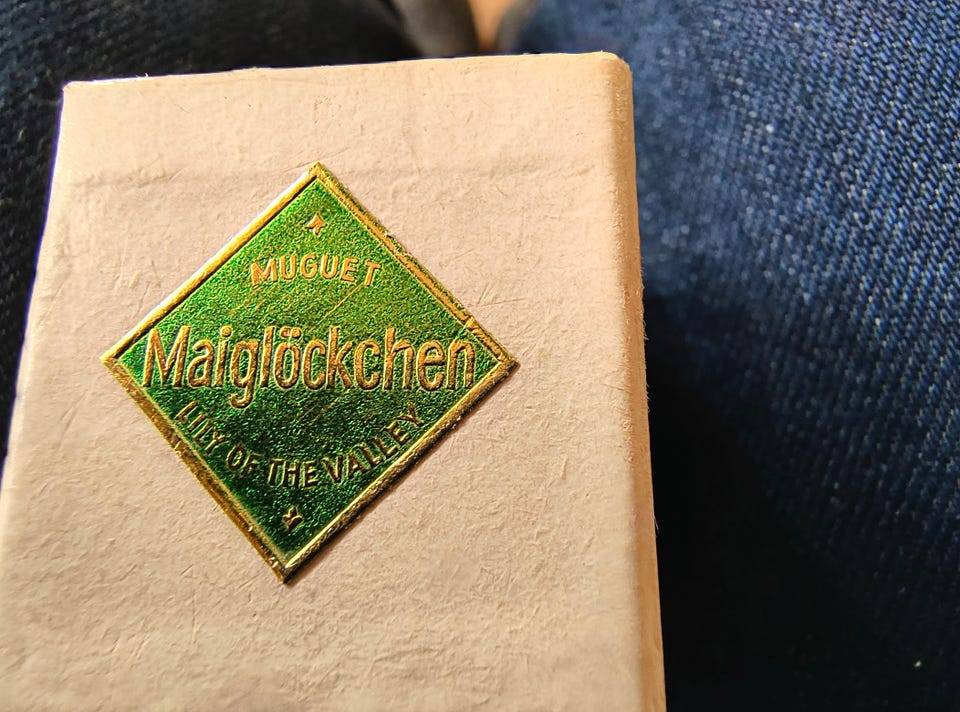 MUGUET
Maiglöckchen
LILY OF THE VALLEY